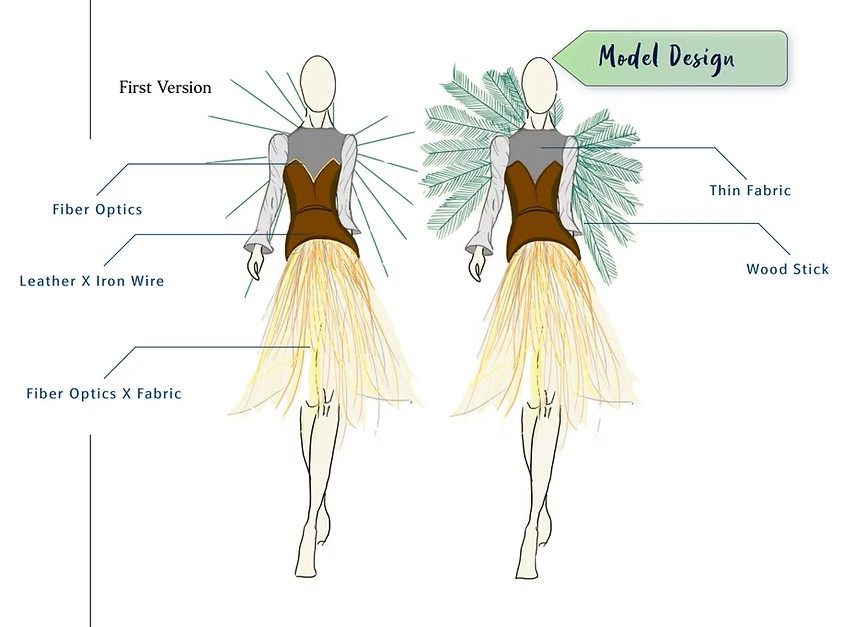 Model Design
First Version
Thin Fabric
Fiber Optics
Wood Stick
Leather X Iron Wire
Fiber Optics X Fabric